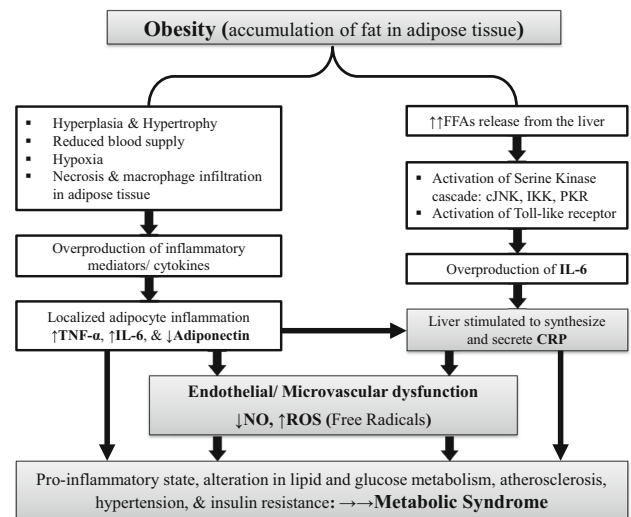 Obesity (accumulation of fat in adipose tissue)
▪ Hyperplasia & Hypertrophy
▪ Reduced blood supply
▪ Hypoxia
▪ Necrosis & macrophage infiltration
in adipose tissue
Overproduction of inflammatory
mediators/ cytokines
Localized adipocyte inflammation
↑TNF-α, ↑IL-6, & ↓Adiponectin
↑↑FFAs release from the liver
▪ Activation of Serine Kinase
cascade: cJNK, IKK, PKR
▪ Activation of Toll-like receptor
Overproduction of IL-6
Liver stimulated to synthesize
and secrete CRP
Endothelial/ Microvascular dysfunction
↓NO, ↑ROS (Free Radicals)
Pro-inflammatory state, alteration in lipid and glucose metabolism, atherosclerosis,
hypertension, & insulin resistance: →→Metabolic Syndrome